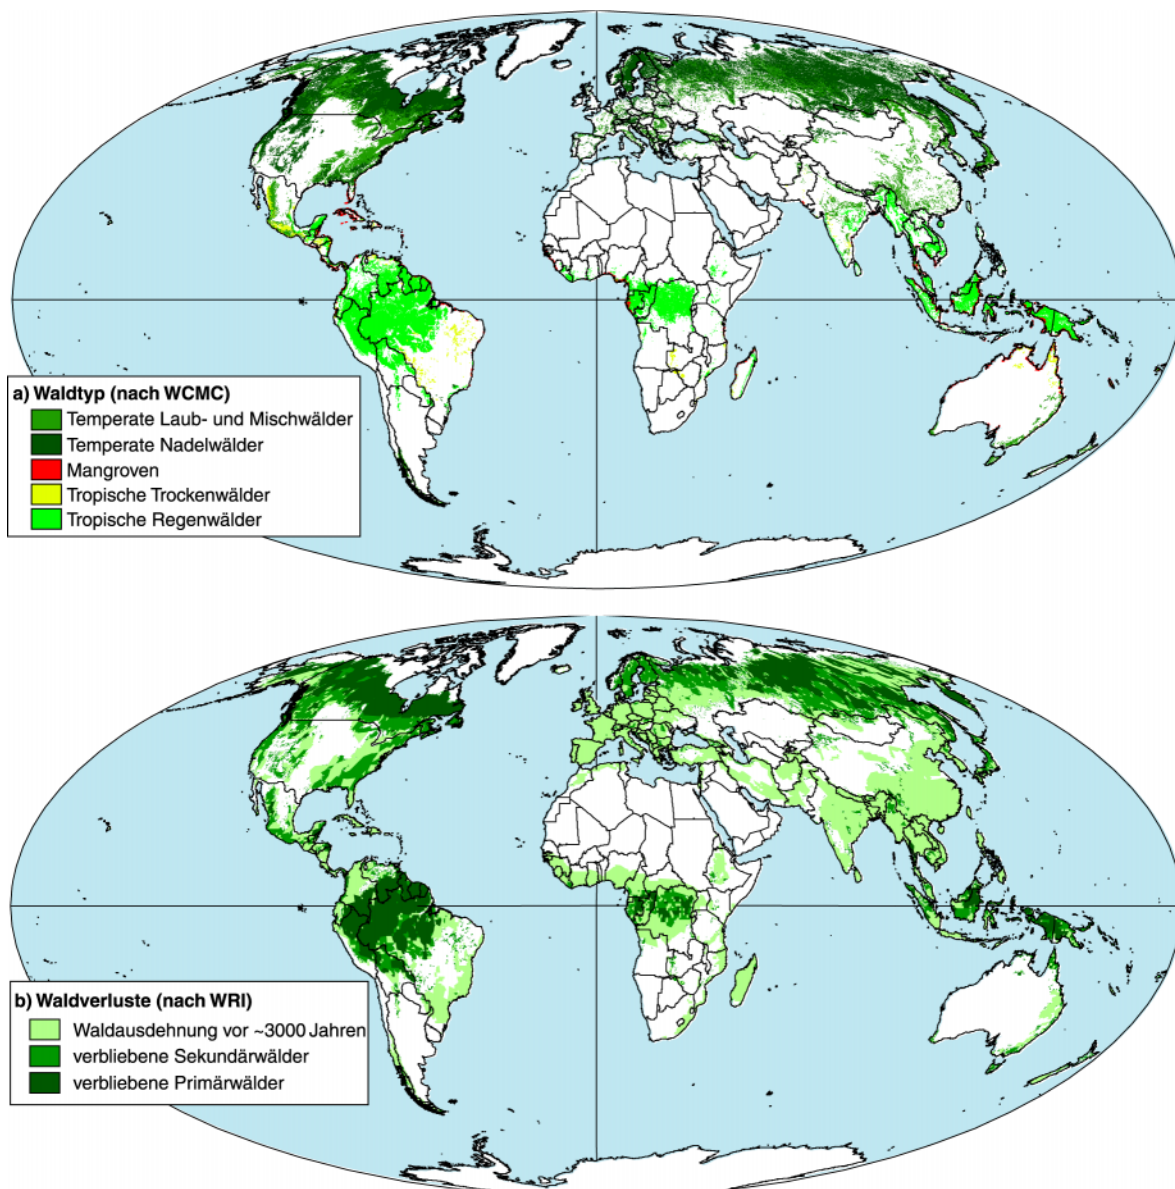 a) Waldtyp (nach WCMC)
Temperate Laub- und Mischwälder
Temperate Nadelwälder
Mangroven
Tropische Trockenwälder
Tropische Regenwälder
b) Waldverluste (nach WRI)
Waldausdehnung vor ~3000 Jahren
verbliebene Sekundärwälder
verbliebene Primärwälder